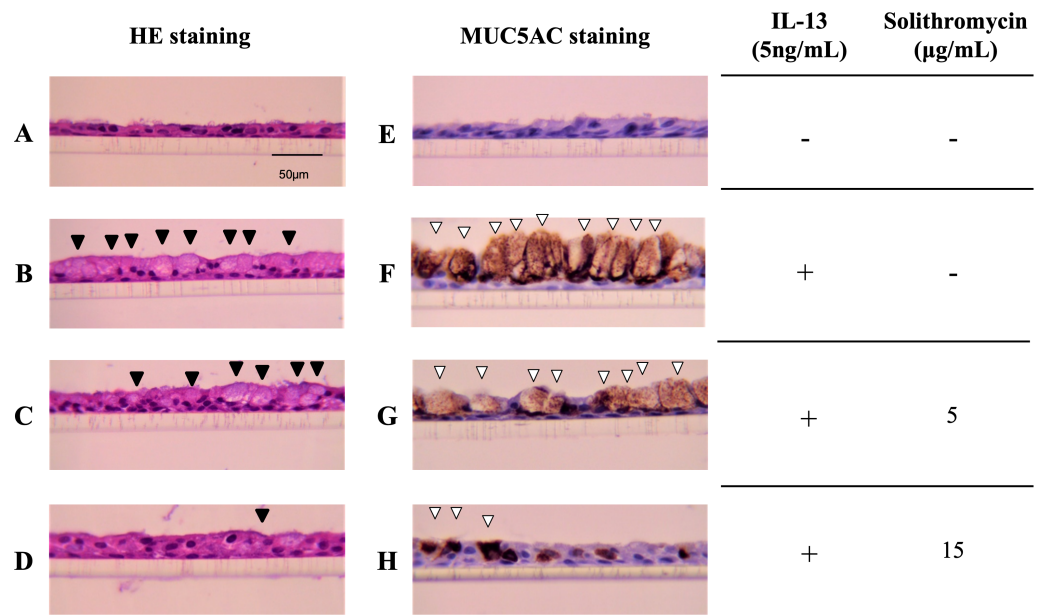 HE staining
MUC5AC staining
IL-13
(5ng/mL)
Solithromycin
(μg/mL)
A
50μm
E
-
-
B
F
+
-
C
G
+
5
D
H
+
15